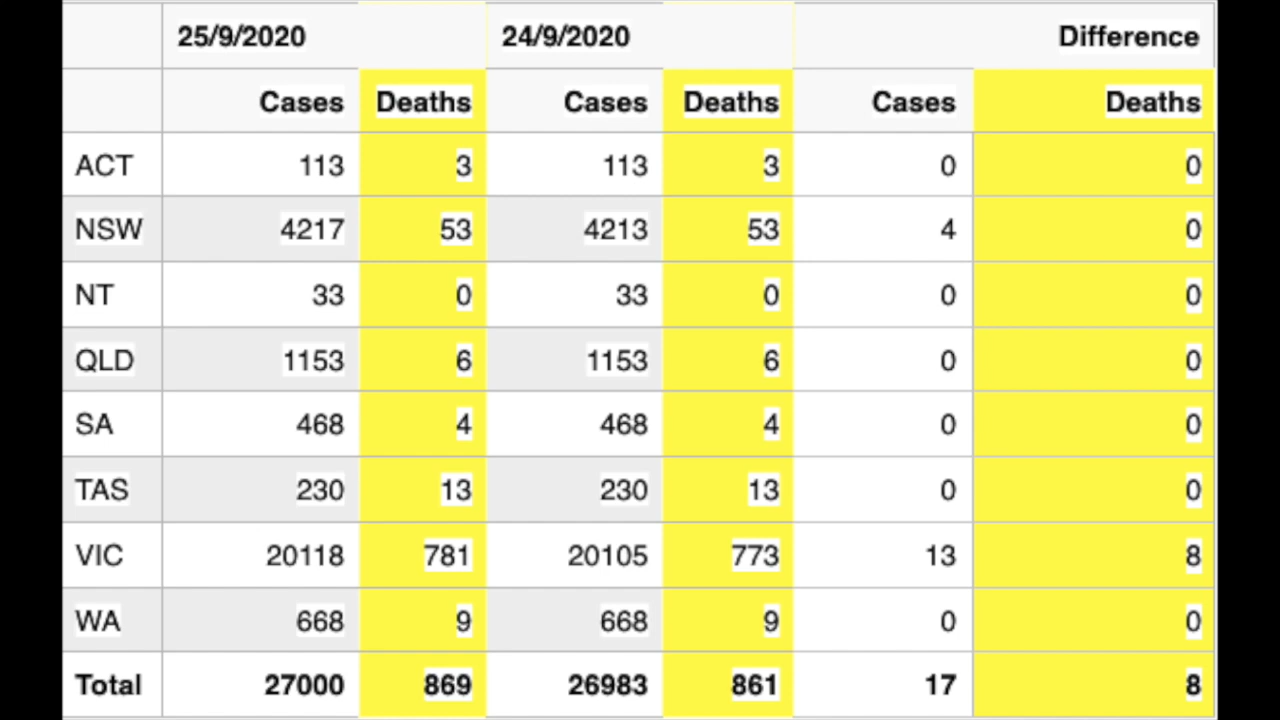 25/9/2020 24/9/2020 Difference
Cases Deaths Cases Deaths Cases Deaths
ACT 113 3 113 3 0 0
NSW 4217 53 4213 53 4 0
NT 33 0 33 0 0 0
QLD 1153 6 1153 6 0 0
SA 468 4 468 4 0 0
TAS 230 13 230 13 0 0
VIC 20118 781 20105 773 13 8
WA 668 9 668 9 0 0
Total 27000 869 26983 861 17 8